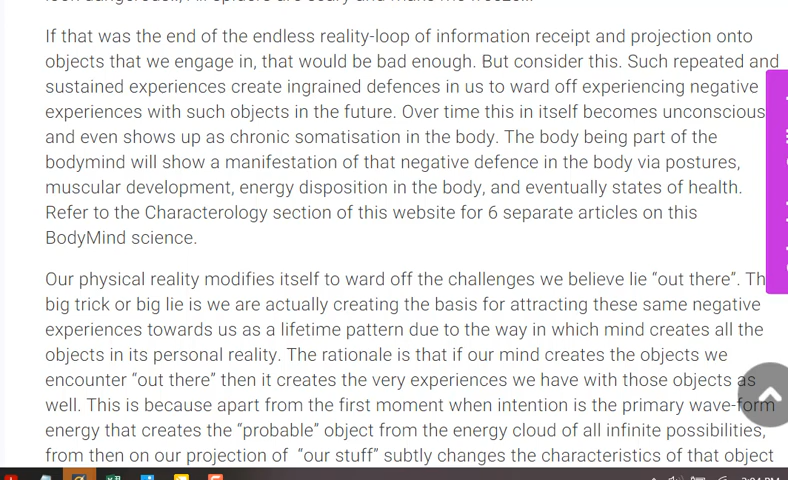 If that was the end of the endless reality-loop of information receipt and projection onto
objects that we engage in, that would be bad enough. But consider this. Such repeated and
sustained experiences create ingrained defences in us to ward off experiencing negative
experiences with such objects in the future. Over time this in itself becomes unconscious
and even shows up as chronic somatisation in the body. The body being part of the
bodymind will show a manifestation of that negative defence in the body via postures,
muscular development, energy disposition in the body, and eventually states of health.
Refer to the Characterology section of this website for 6 separate articles on this
BodyMind science.
Our physical reality modifies itself to ward off the challenges we believe lie “out there”. Th
big trick or big lie is we are actually creating the basis for attracting these same negative
experiences towards us as a lifetime pattern due to the way in which mind creates all the
objects in its personal reality. The rationale is that if our mind creates the objects we
encounter “out there” then it creates the very experiences we have with those objects as
well. This is because apart from the first moment when intention is the primary wave-form
energy that creates the “probable” object from the energy cloud of all infinite possibilities,
from then on our projection of “our stuff” subtly changes the characteristics of that object